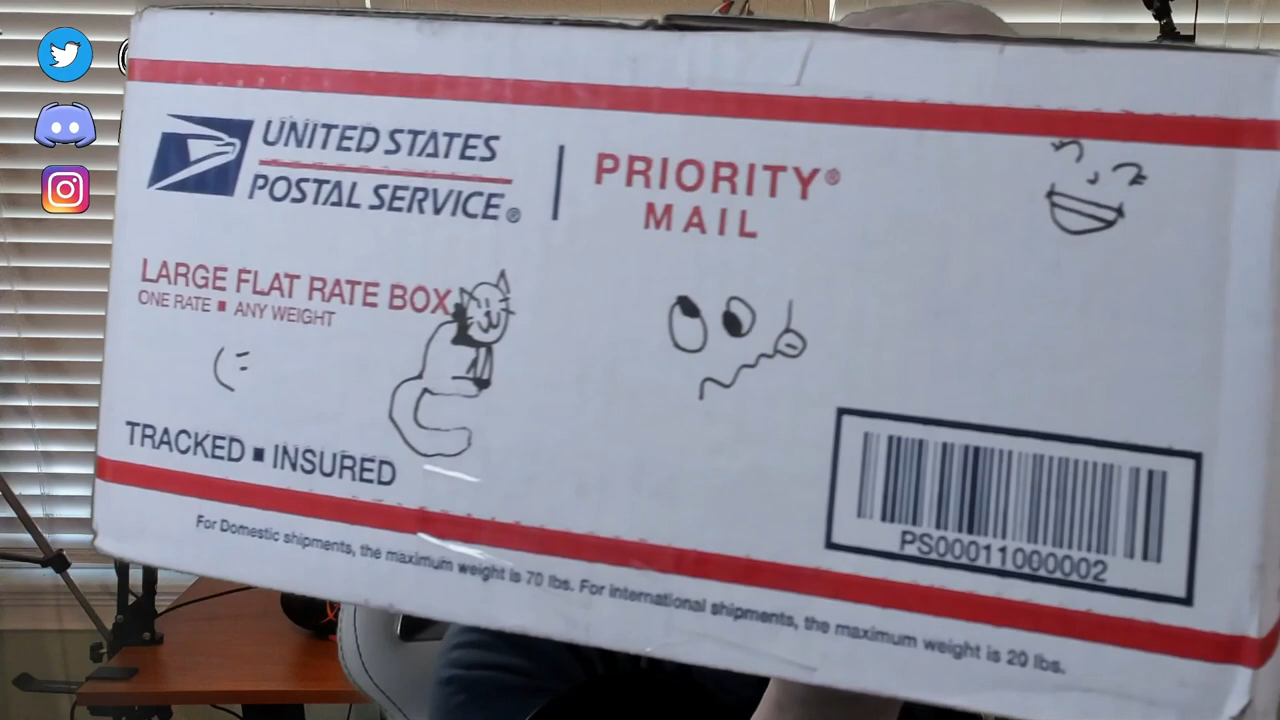 UNITED STATES
POSTAL SERVICE®
PRIORITY®
MAIL
LARGE FLAT RATE BOX
ONE RATE ■ ANY WEIGHT
TRACKED ■ INSURED
PS00011000002
For Domestic shipments, the maximum weight is 70 lbs. For international shipments, the maximum weight is 20 lbs.